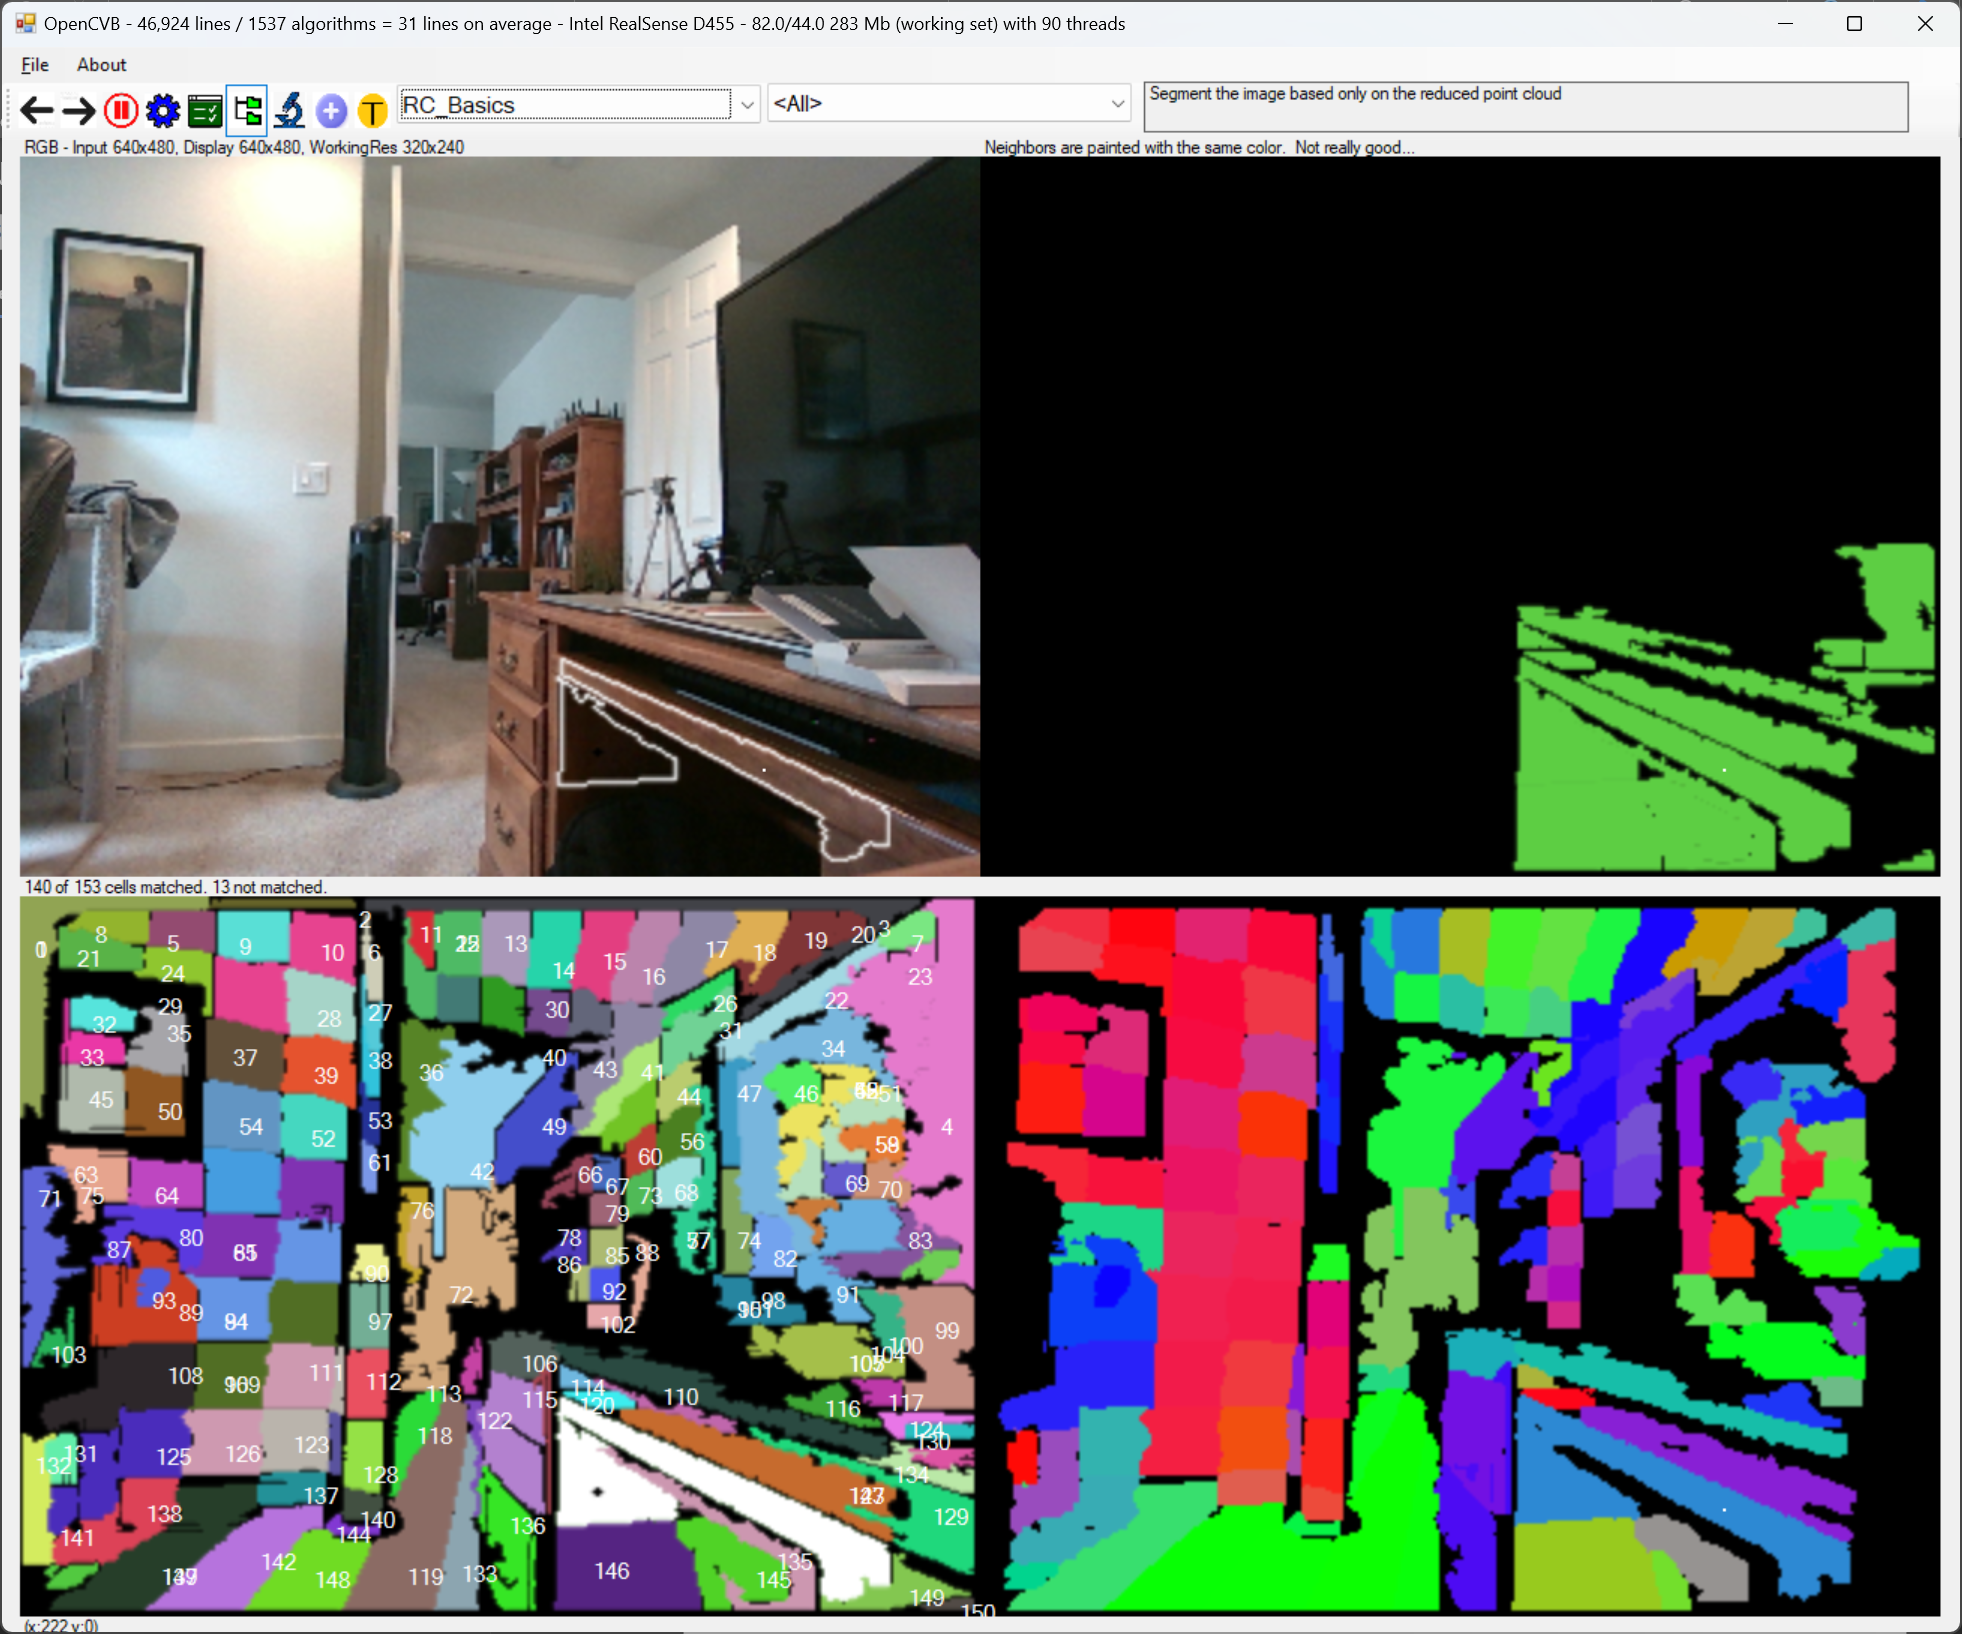 OpenCVB - 46,924 lines / 1537 algorithms = 31 lines on average - Intel RealSense D455 - 82.0/44.0 283 Mb (working set) with 90 threads
File About
T RC_Basics <All> Segment the image based only on the reduced point cloud
RGB - Input 640x480, Display 640x480, WorkingRes 320x240
Neighbors are painted with the same color. Not really good...
140 of 153 cells matched. 13 not matched.
2
0 8 5 9 10 6 11 13 14 15 16 17 18 19 20 3 7
21 24 23
29 28 27 30 26 22
32 35 31
33 37 39 38 36 40 43 41 34
45 50 54 52 53 49 44 47 46 51
42 56 4
63 61 60 59
71 75 64 66 67 73 68 69 70
76 79
87 80 78 57 74 83
90 86 85 88 82
93 89 72 92 98 91
94 97 102 99
103 106 100
108 111 112 113 114 110 105 104
115 120 116 117
122 124
131 126 123 118 130
132 125 128 134
138 137 129
141 144 140 136
142 148 119 133 146 135 145
149
150
(x:222 y:0)